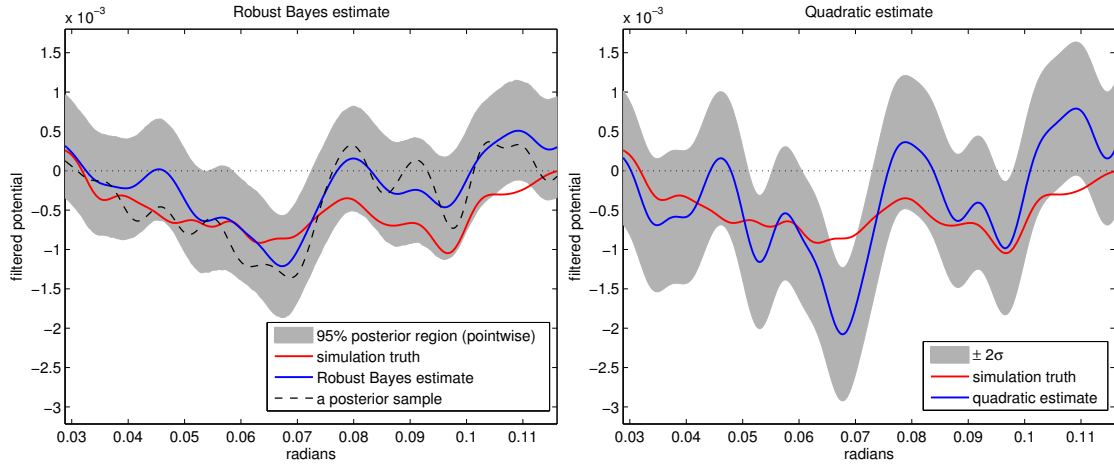 Robust Bayes estimate
x 10⁻³
filtered potential
1.5
1
0.5
0
−0.5
−1
−1.5
−2
−2.5
−3
95% posterior region (pointwise)
simulation truth
Robust Bayes estimate
a posterior sample
0.03 0.04 0.05 0.06 0.07 0.08 0.09 0.1 0.11
radians
Quadratic estimate
x 10⁻³
filtered potential
1.5
1
0.5
0
−0.5
−1
−1.5
−2
−2.5
−3
± 2σ
simulation truth
quadratic estimate
0.03 0.04 0.05 0.06 0.07 0.08 0.09 0.1 0.11
radians